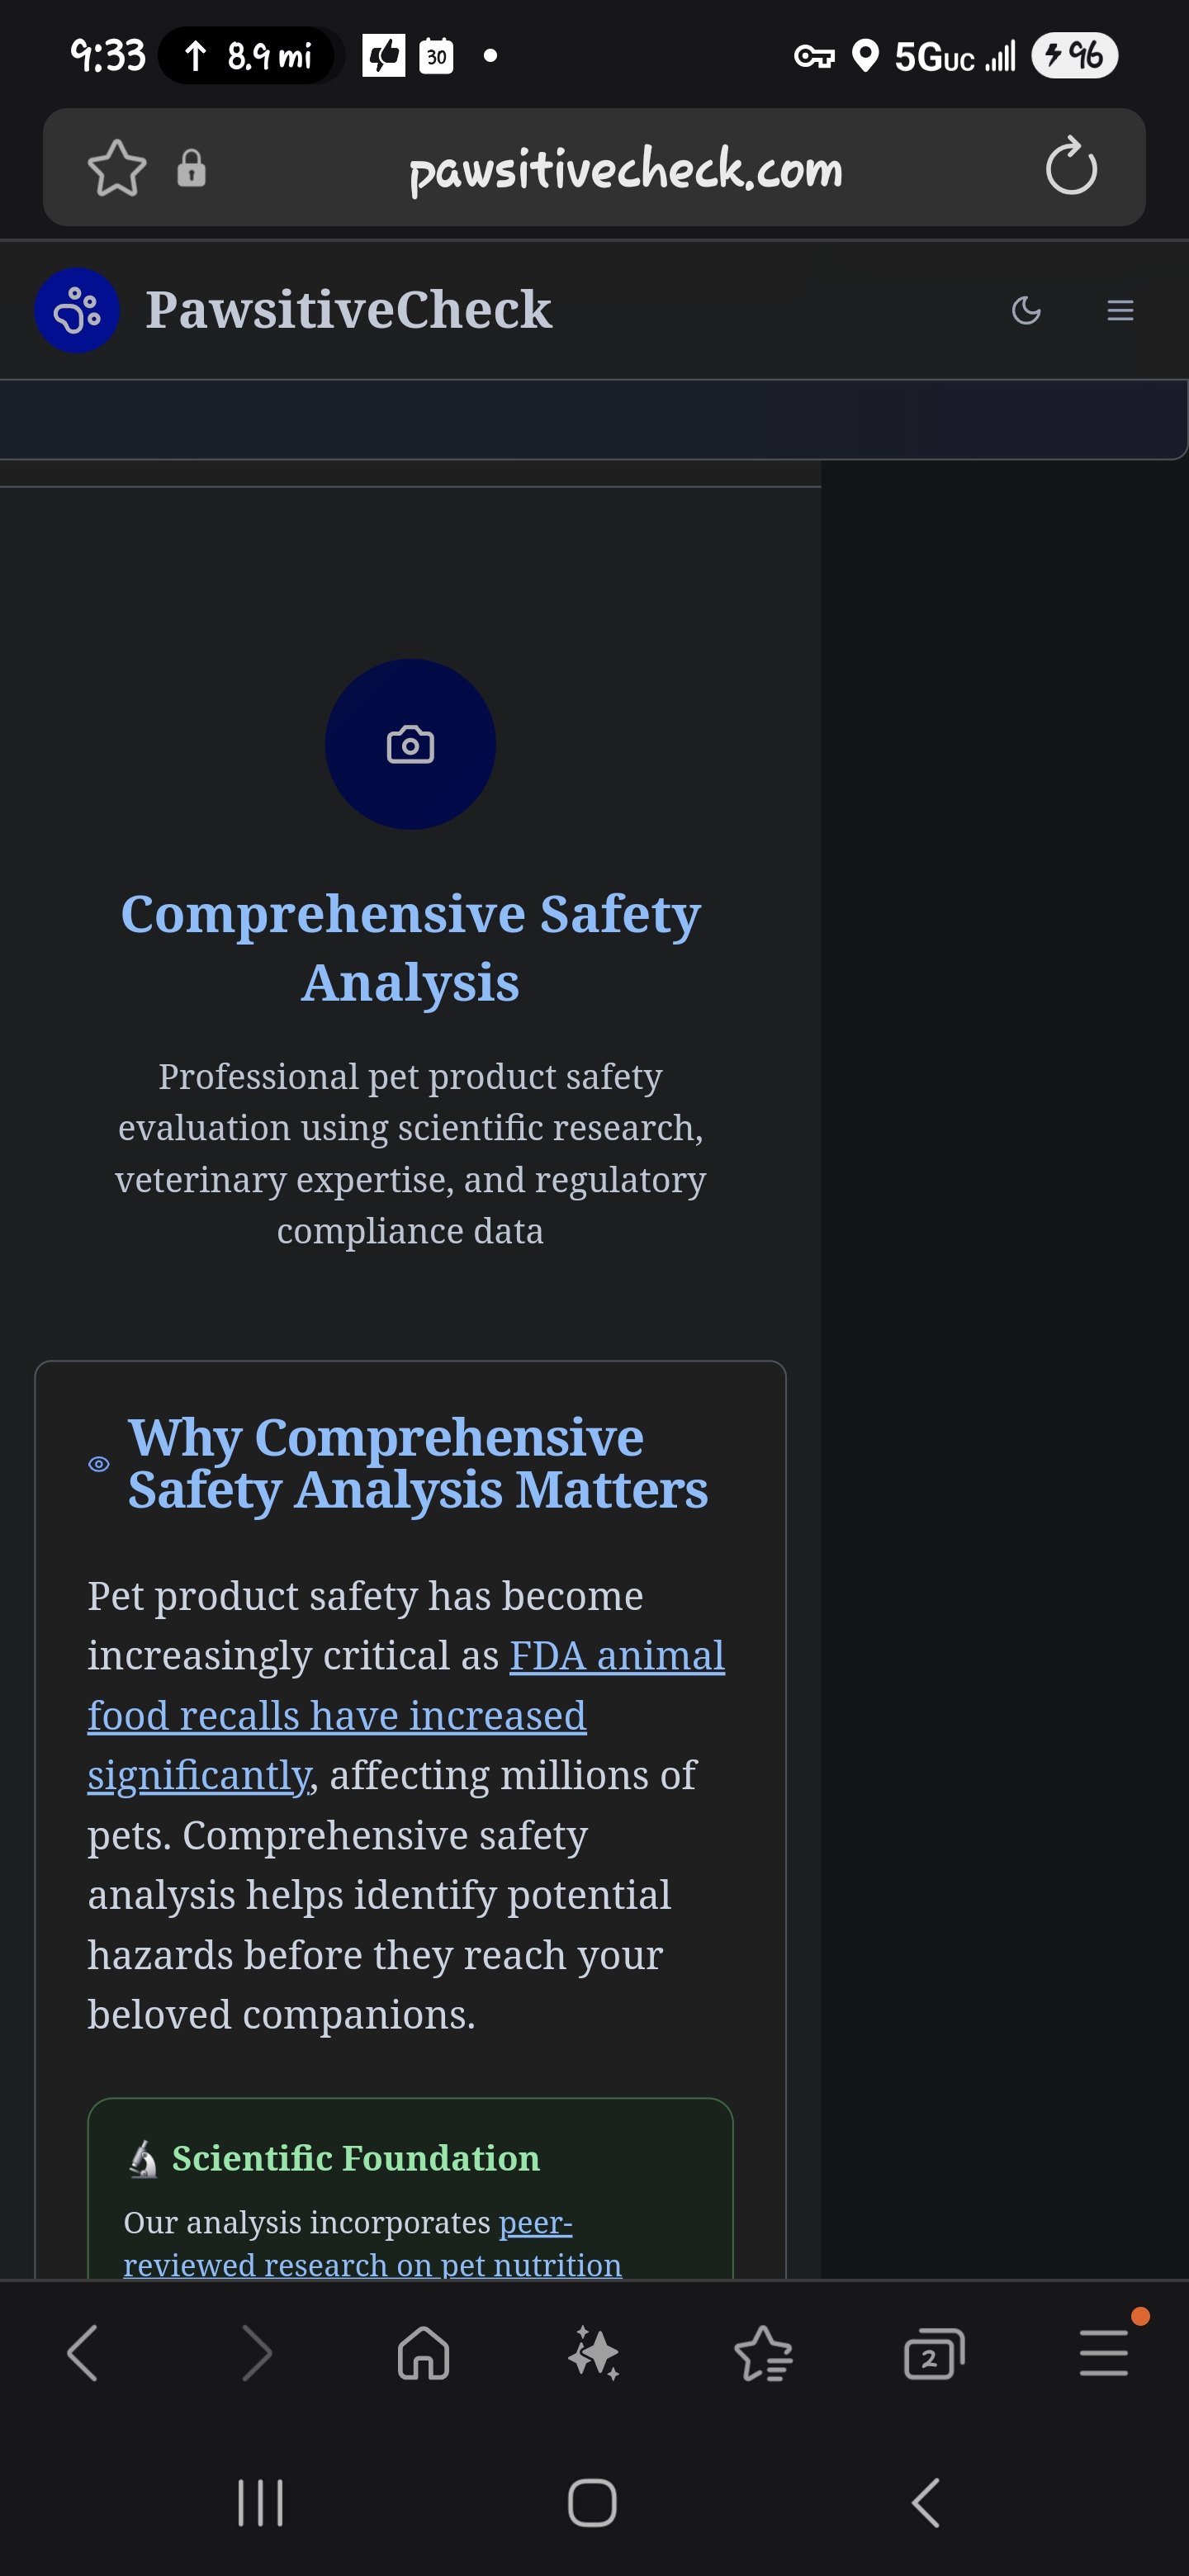 9:33 ↑ 8.9 mi 30 5GUC 96
pawsitivecheck.com
PawsitiveCheck
Comprehensive Safety
Analysis
Professional pet product safety
evaluation using scientific research,
veterinary expertise, and regulatory
compliance data
Why Comprehensive
Safety Analysis Matters
Pet product safety has become
increasingly critical as FDA animal
food recalls have increased
significantly, affecting millions of
pets. Comprehensive safety
analysis helps identify potential
hazards before they reach your
beloved companions.
🔬 Scientific Foundation
Our analysis incorporates peer-
reviewed research on pet nutrition
2